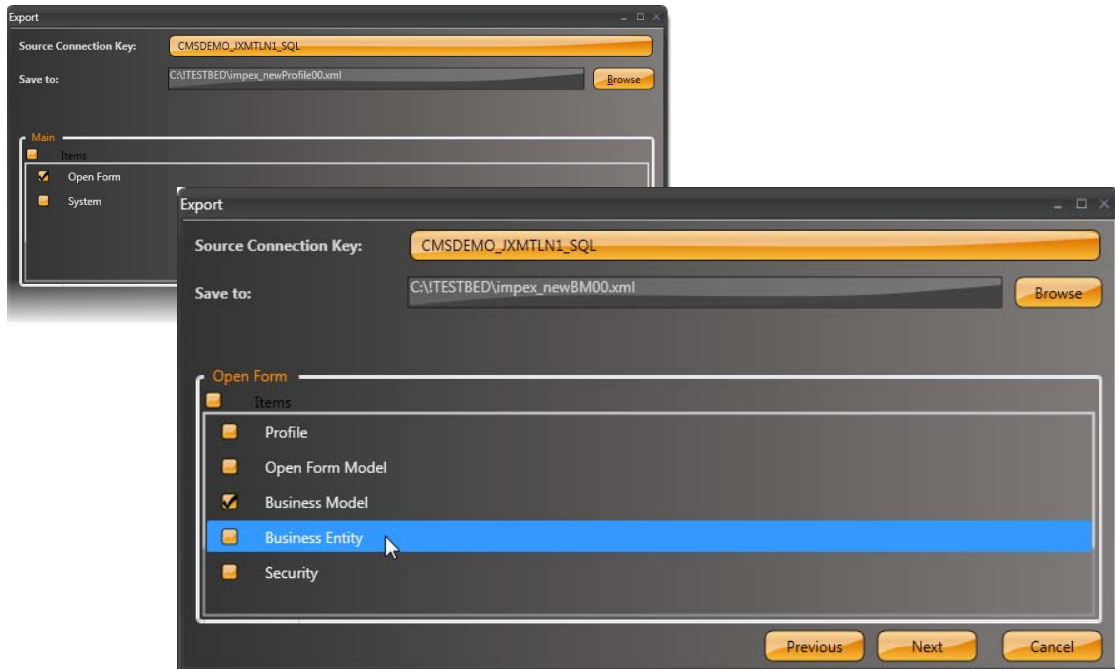 Export
Source Connection Key: CMSDEMO_JXMTLN1_SQL
Save to: C:\!TESTBED\impex_newProfile00.xml Browse
Main
Items
Open Form
System
Export
Source Connection Key: CMSDEMO_JXMTLN1_SQL
Save to: C:\!TESTBED\impex_newBM00.xml Browse
Open Form
Items
Profile
Open Form Model
Business Model
Business Entity
Security
Previous Next Cancel